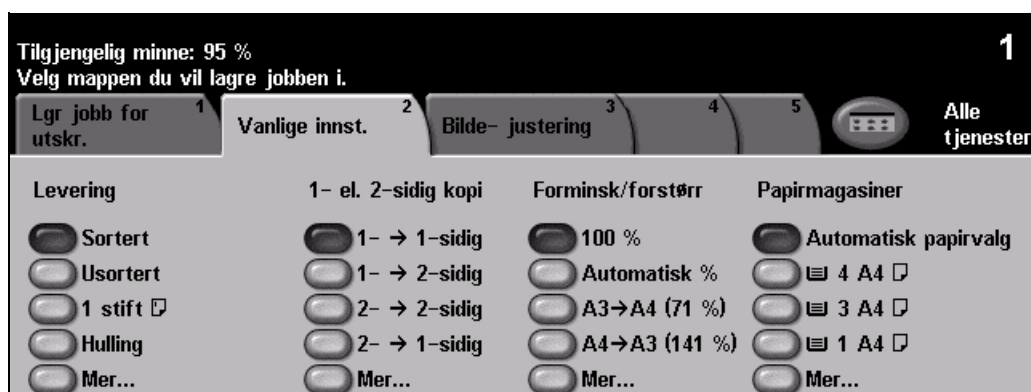 Tilgjengelig minne: 95 %
1
Velg mappen du vil lagre jobben i.
Lgr jobb for utskr.
1
Vanlige innst.
2
Bilde- justering
3
4
5
Alle tjenester
Levering
Sortert
Usortert
1 stift
Hulling
Mer...
1- el. 2-sidig kopi
1- → 1-sidig
1- → 2-sidig
2- → 2-sidig
2- → 1-sidig
Mer...
Forminsk/forstørr
100 %
Automatisk %
A3→A4 (71 %)
A4→A3 (141 %)
Mer...
Papirmagasiner
Automatisk papirvalg
4 A4
3 A4
1 A4
Mer...